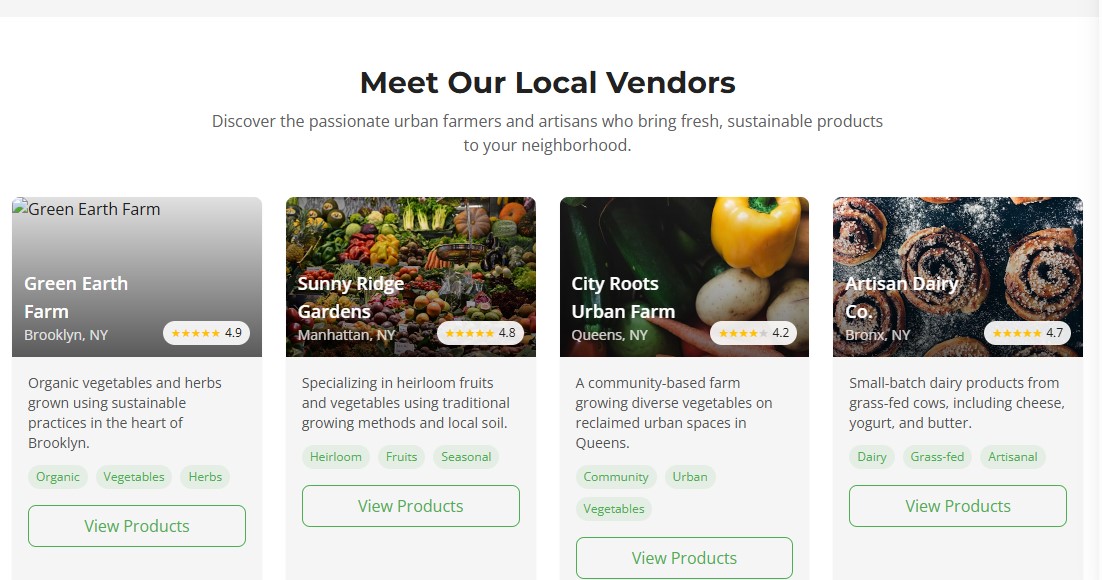 Meet Our Local Vendors
Discover the passionate urban farmers and artisans who bring fresh, sustainable products
to your neighborhood.
Green Earth Farm
Green Earth
Farm
Brooklyn, NY
★★★★★ 4.9
Organic vegetables and herbs
grown using sustainable
practices in the heart of
Brooklyn.
Organic Vegetables Herbs
View Products
Sunny Ridge
Gardens
Manhattan, NY
★★★★★ 4.8
Specializing in heirloom fruits
and vegetables using traditional
growing methods and local soil.
Heirloom Fruits Seasonal
View Products
City Roots
Urban Farm
Queens, NY
★★★★★ 4.2
A community-based farm
growing diverse vegetables on
reclaimed urban spaces in
Queens.
Community Urban
Vegetables
View Products
Artisan Dairy
Co.
Bronx, NY
★★★★★ 4.7
Small-batch dairy products from
grass-fed cows, including cheese,
yogurt, and butter.
Dairy Grass-fed Artisanal
View Products